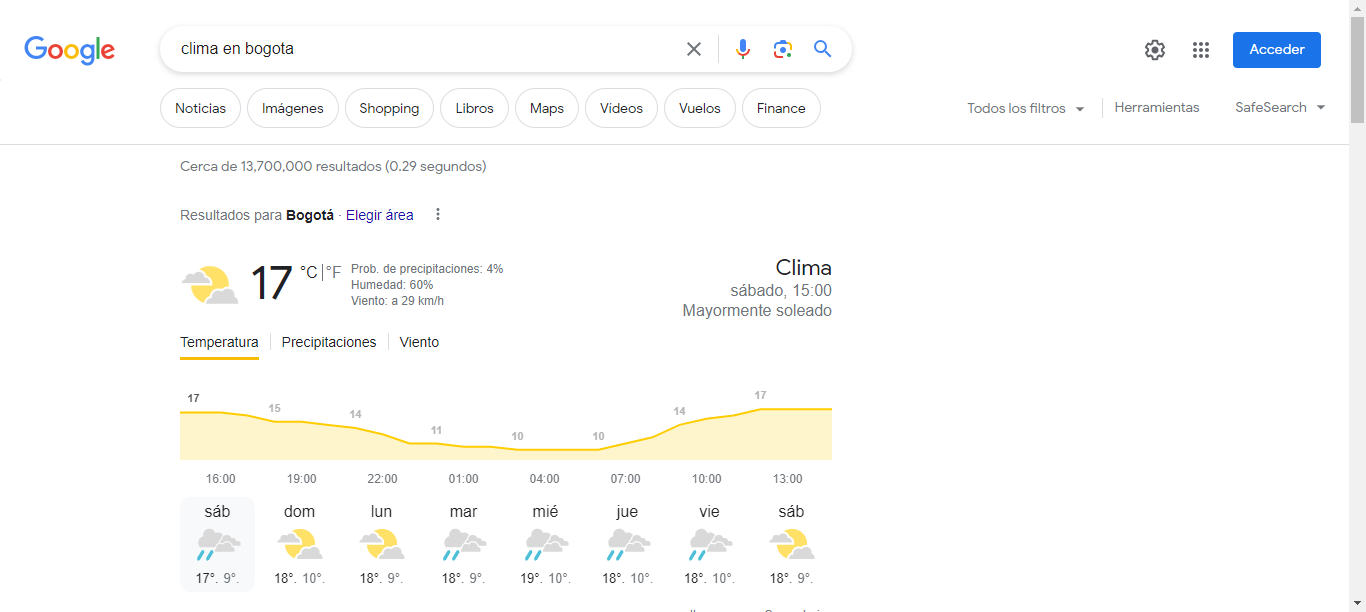 Google
clima en bogota
Acceder
Noticias Imágenes Shopping Libros Maps Videos Vuelos Finance
Todos los filtros Herramientas SafeSearch
Cerca de 13,700,000 resultados (0.29 segundos)
Resultados para Bogotá · Elegir área
17 °C | °F
Prob. de precipitaciones: 4%
Humedad: 60%
Viento: a 29 km/h
Clima
sábado, 15:00
Mayormente soleado
Temperatura Precipitaciones Viento
17 15 14 11 10 10 14 17
16:00 19:00 22:00 01:00 04:00 07:00 10:00 13:00
sáb dom lun mar mié jue vie sáb
17°. 9°. 18°. 10°. 18°. 9°. 18°. 9°. 19°. 10°. 18°. 10°. 18°. 10°. 18°. 9°.